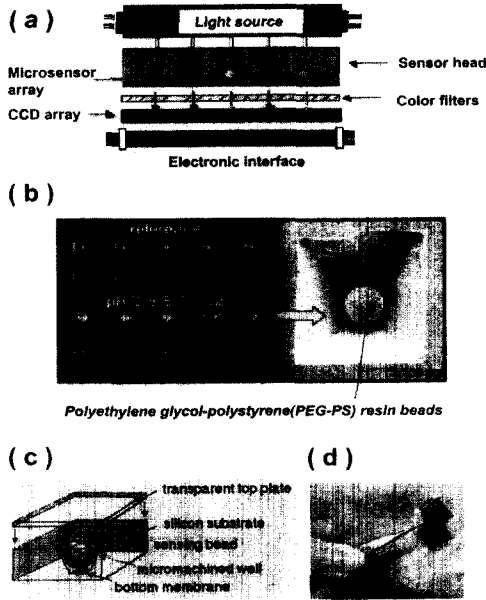 ( a )
Light source
Microsensor
array
Sensor head
Color filters
CCD array
Electronic interface
( b )
Polyethylene glycol-polystyrene(PEG-PS) resin beads
( c )
( d )
transparent top plate
silicon substrate
sensing bead
micromachined well
bottom membrane